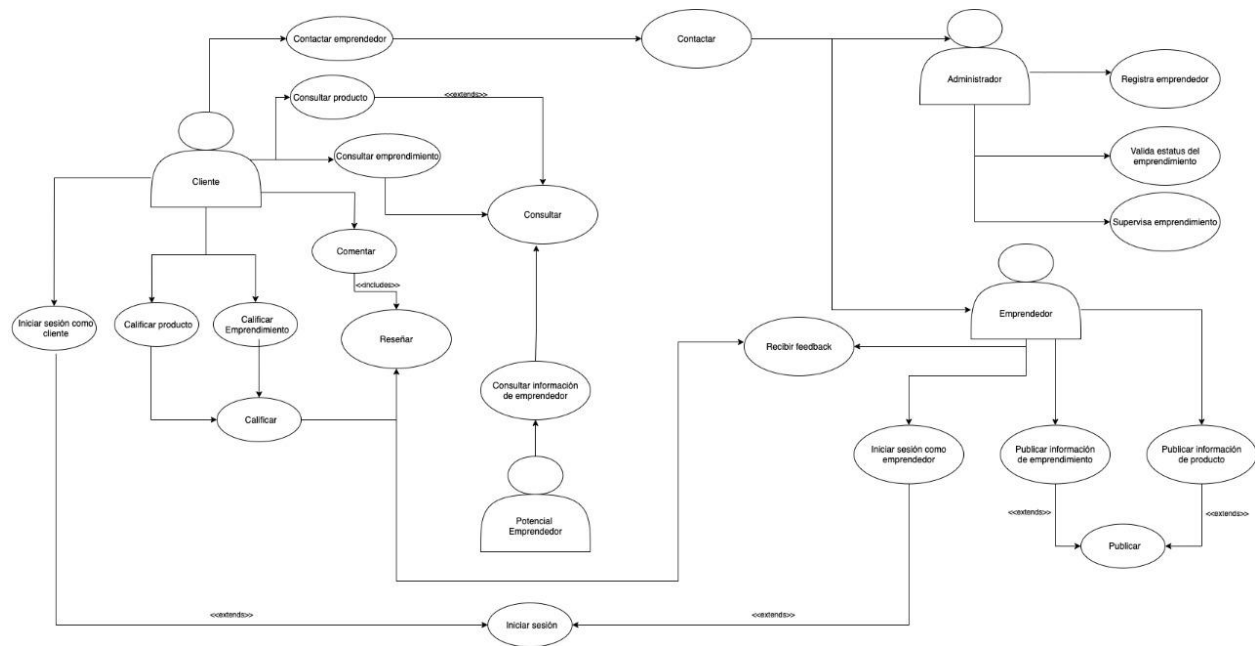 Contactar emprendedor
Contactar
Administrador
Registra emprendedor
Consultar producto
<<extends>>
Consultar emprendimiento
Valida estatus del
emprendimiento
Cliente
Consultar
Supervisa emprendimiento
Comentar
<<includes>>
Iniciar sesión como
cliente
Calificar producto
Calificar
Emprendimiento
Reseñar
Emprendedor
Recibir feedback
Consultar información
de emprendedor
Calificar
Iniciar sesión como
emprendedor
Publicar información
de emprendimiento
Publicar información
de producto
Potencial
Emprendedor
<<extends>>
<<extends>>
Publicar
<<extends>>
Iniciar sesión
<<extends>>